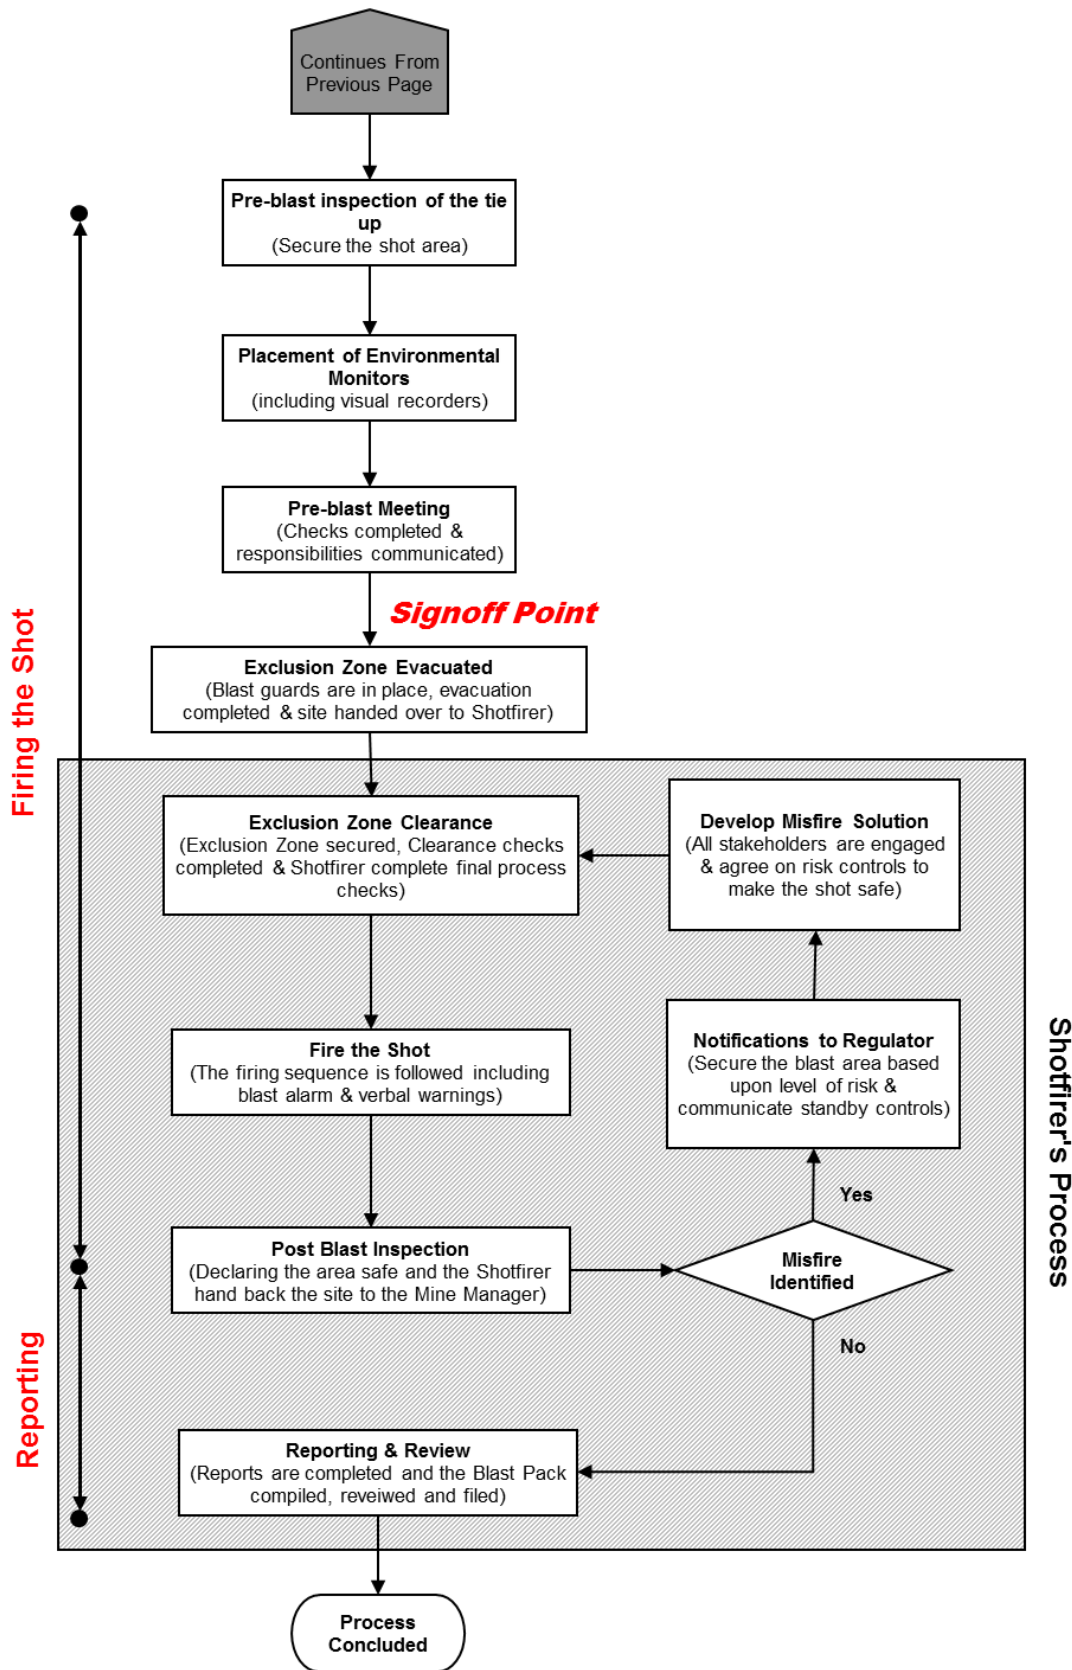 Continues From
Previous Page
Pre-blast inspection of the tie
up
(Secure the shot area)
Placement of Environmental
Monitors
(including visual recorders)
Pre-blast Meeting
(Checks completed &
responsibilities communicated)
Signoff Point
Firing the Shot
Exclusion Zone Evacuated
(Blast guards are in place, evacuation
completed & site handed over to Shotfirer)
Exclusion Zone Clearance
(Exclusion Zone secured, Clearance checks
completed & Shotfirer complete final process
checks)
Develop Misfire Solution
(All stakeholders are engaged
& agree on risk controls to
make the shot safe)
Fire the Shot
(The firing sequence is followed including
blast alarm & verbal warnings)
Notifications to Regulator
(Secure the blast area based
upon level of risk &
communicate standby controls)
Shotfirer's Process
Yes
Post Blast Inspection
(Declaring the area safe and the Shotfirer
hand back the site to the Mine Manager)
Misfire
Identified
No
Reporting
Reporting & Review
(Reports are completed and the Blast Pack
compiled, reveiwed and filed)
Process
Concluded